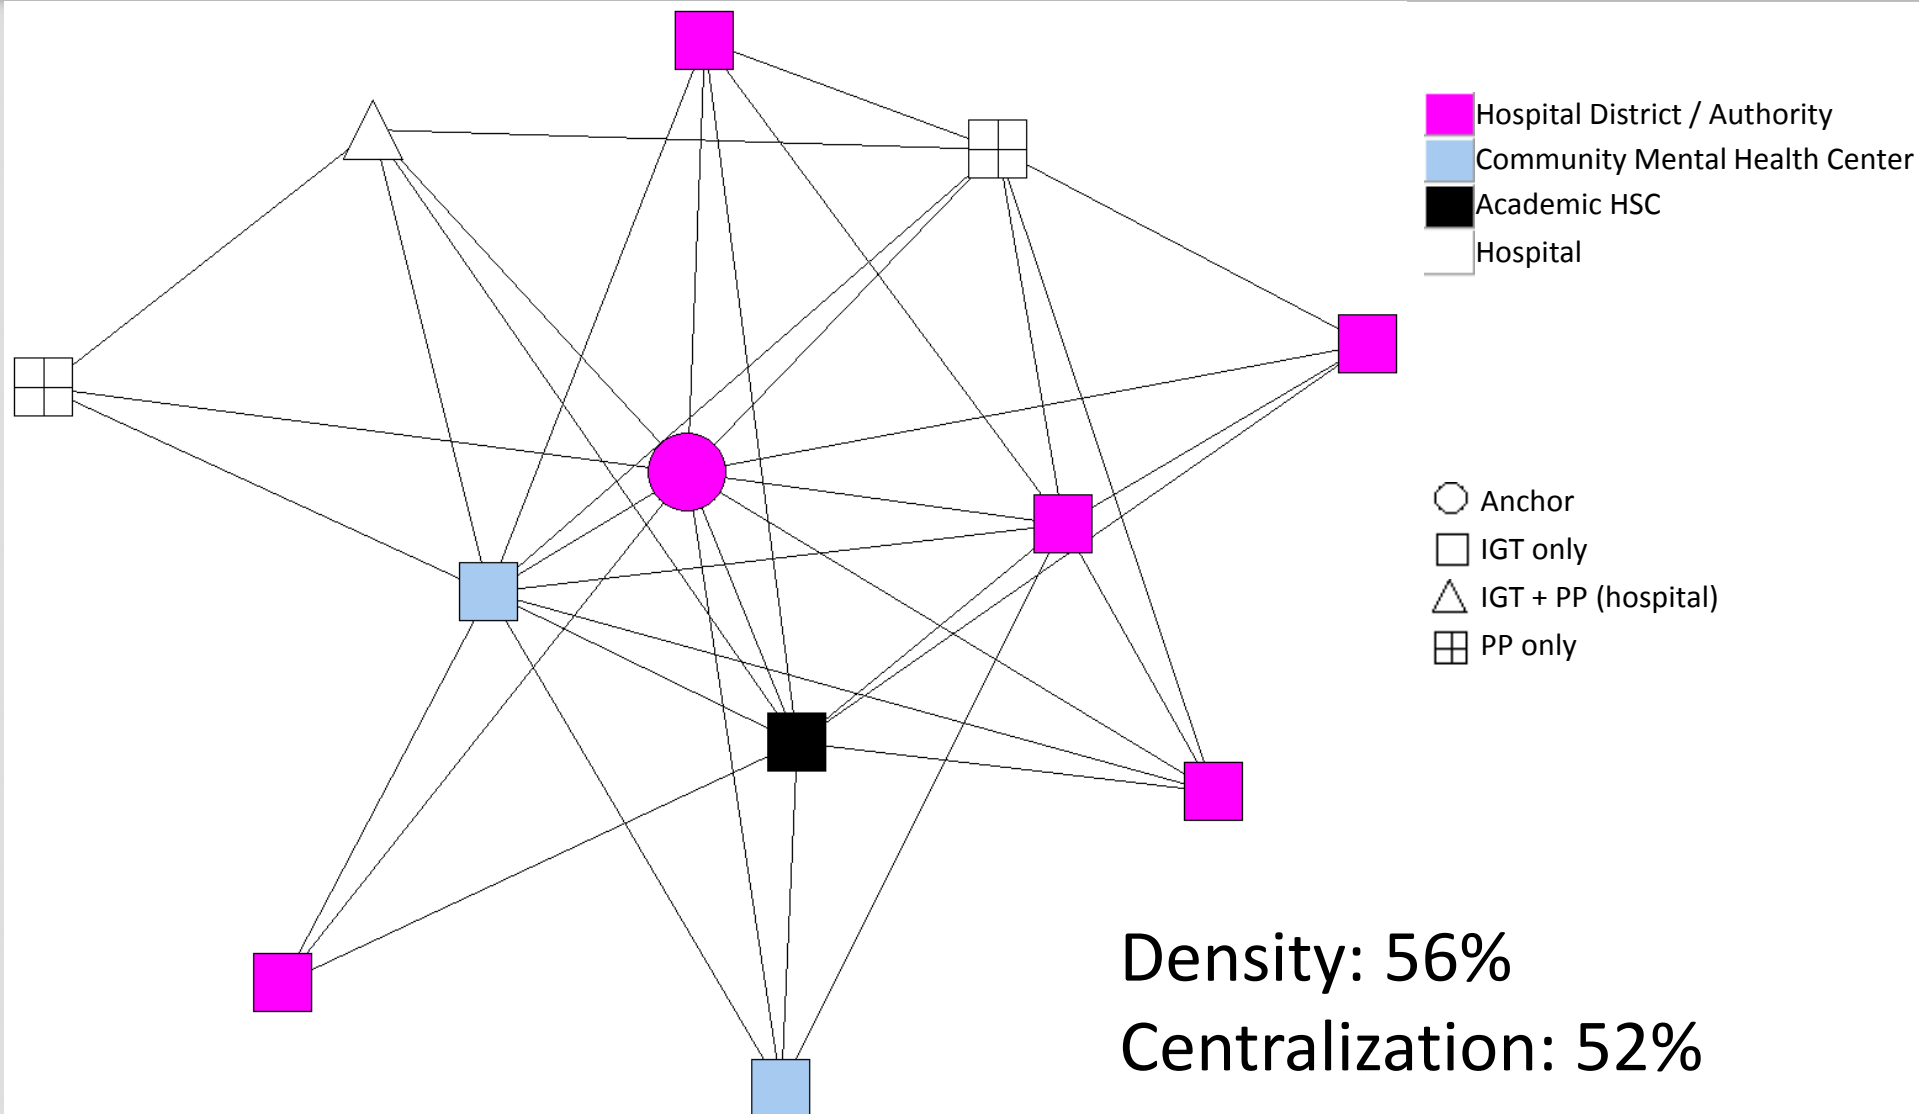 Hospital District / Authority
Community Mental Health Center
Academic HSC
Hospital
Anchor
IGT only
IGT + PP (hospital)
PP only
Density: 56%
Centralization: 52%